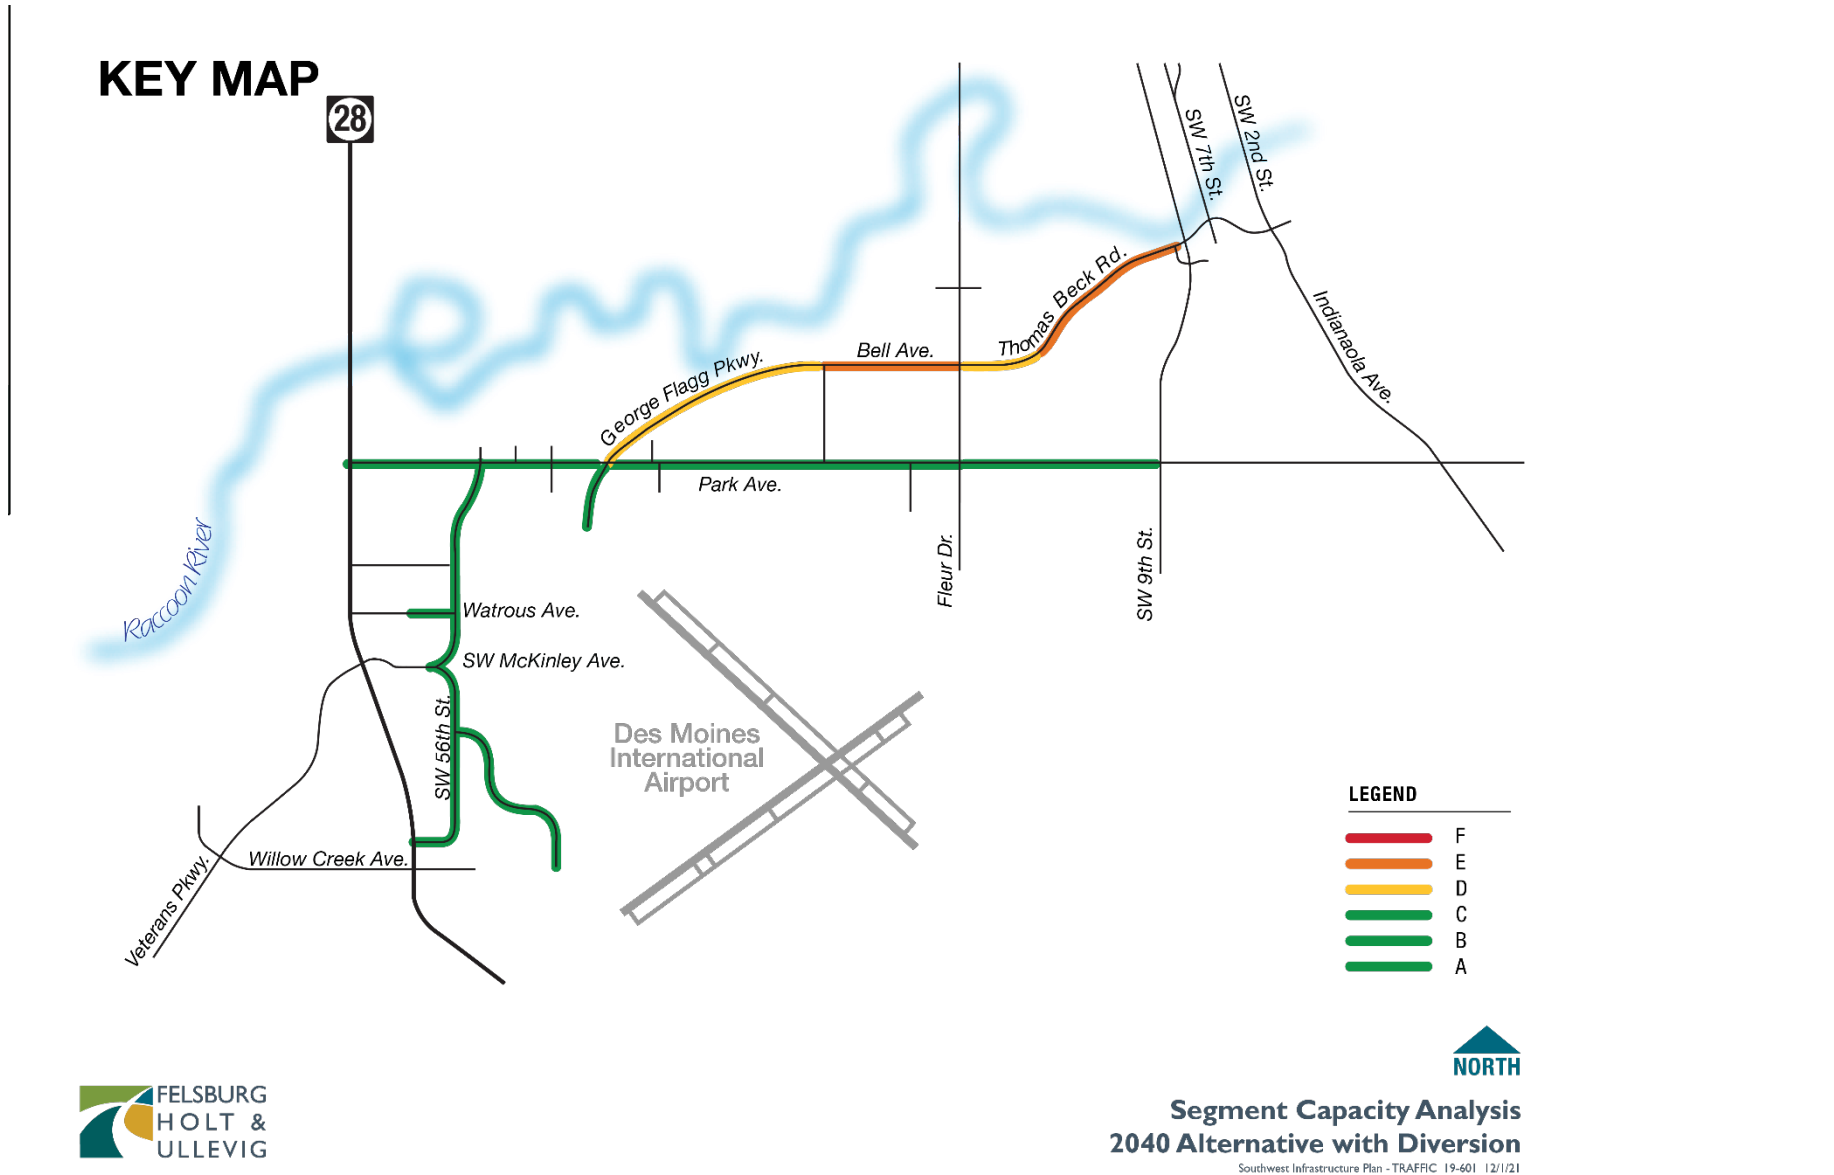 KEY MAP
28
SW 7th St.
SW 2nd St.
Thomas Beck Rd.
Bell Ave.
George Flagg Pkwy.
Indianaola Ave.
Park Ave.
Raccoon River
Fleur Dr.
SW 9th St.
Watrous Ave.
SW McKinley Ave.
SW 56th St.
Des Moines
International
Airport
Willow Creek Ave.
Veterans Pkwy.
LEGEND
F
E
D
C
B
A
NORTH
FELSBURG
HOLT &
ULLEVIG
Segment Capacity Analysis
2040 Alternative with Diversion
Southwest Infrastructure Plan - TRAFFIC 19-601 12/1/21